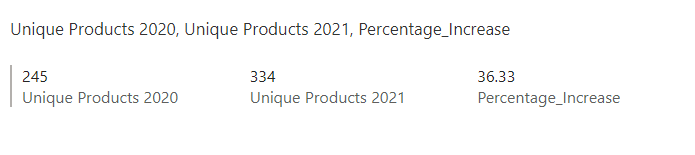 Unique Products 2020, Unique Products 2021, Percentage_Increase
245 334 36.33
Unique Products 2020 Unique Products 2021 Percentage_Increase